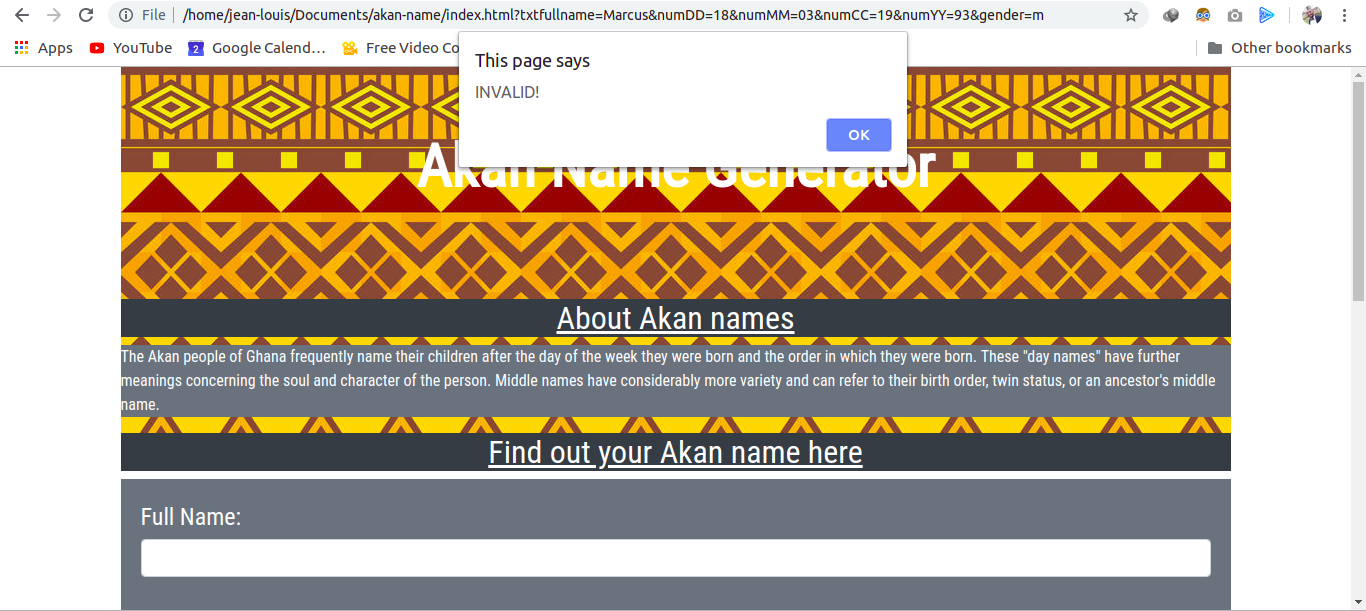 File | /home/jean-louis/Documents/akan-name/index.html?txtfullname=Marcus&numDD=18&numMM=03&numCC=19&numYY=93&gender=m
Apps YouTube 2 Google Calend… Free Video Co Other bookmarks
This page says
INVALID!
OK
Akan Name Generator
About Akan names
The Akan people of Ghana frequently name their children after the day of the week they were born and the order in which they were born. These "day names" have further
meanings concerning the soul and character of the person. Middle names have considerably more variety and can refer to their birth order, twin status, or an ancestor's middle
name.
Find out your Akan name here
Full Name: